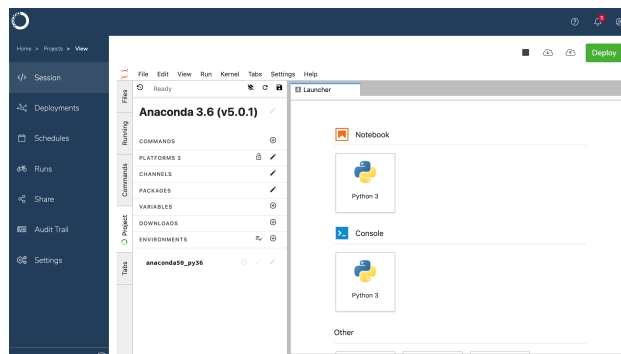 3
Home > Projects > View
Deploy
</> Session
Deployments
Schedules
Runs
Share
Audit Trail
Settings
File Edit View Run Kernel Tabs Settings Help
Files
Running
Commands
Project
Tabs
Ready
Anaconda 3.6 (v5.0.1)
COMMANDS
PLATFORMS 3
CHANNELS
PACKAGES
VARIABLES
DOWNLOADS
ENVIRONMENTS
anaconda50_py36
Launcher
Notebook
Python 3
Console
Python 3
Other